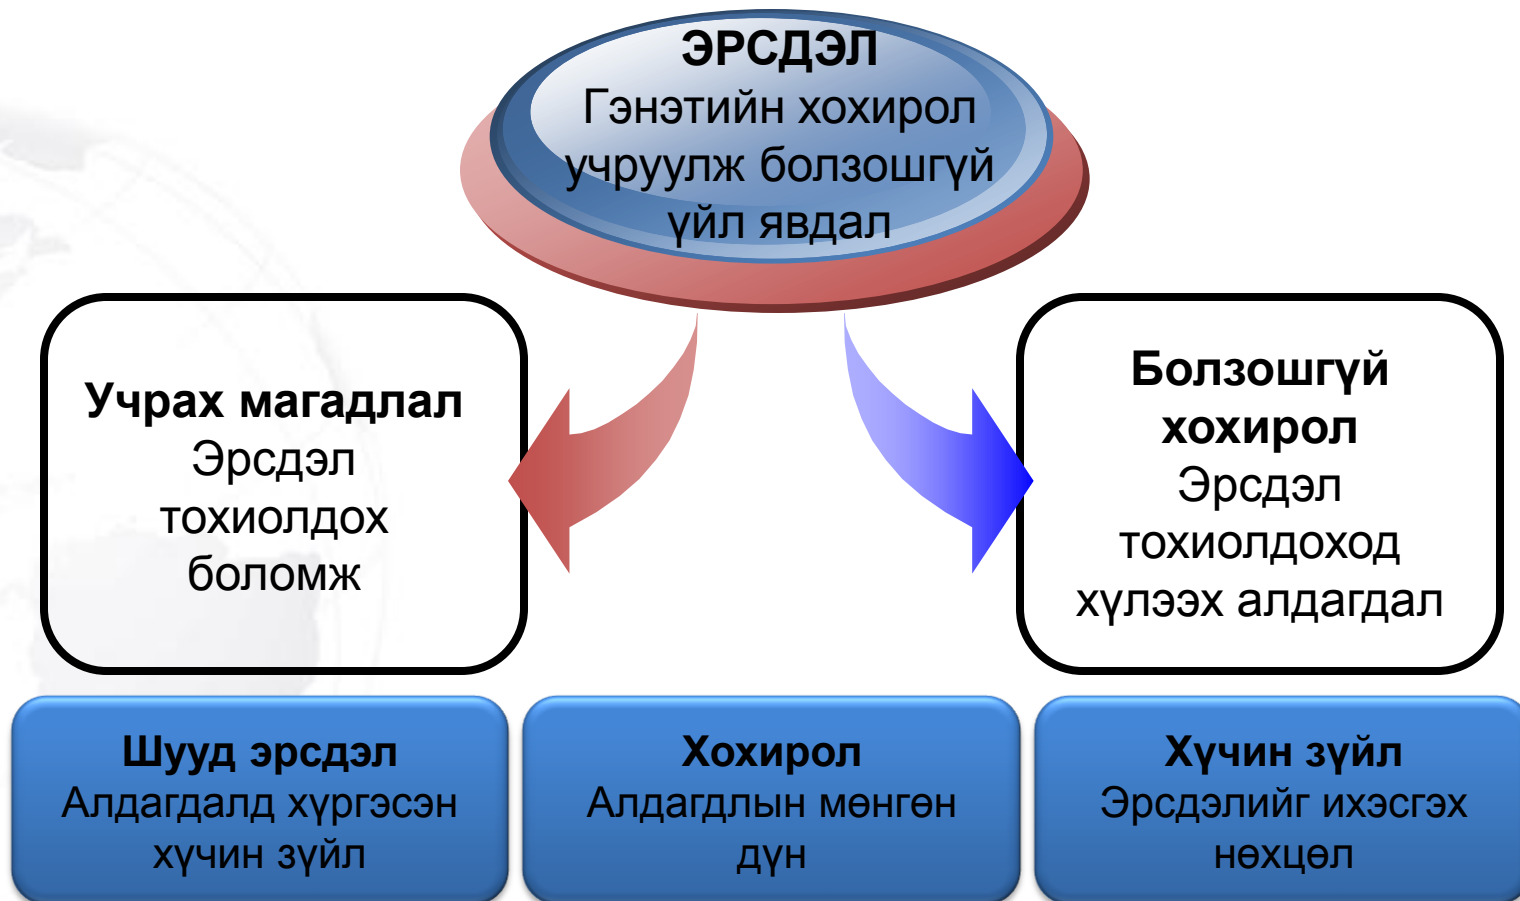 ЭРСДЭЛ
Гэнэтийн хохирол
учруулж болзошгүй
үйл явдал
Учрах магадлал
Эрсдэл
тохиолдох
боломж
Болзошгүй
хохирол
Эрсдэл
тохиолдоход
хүлээх алдагдал
Шууд эрсдэл
Алдагдалд хүргэсэн
хүчин зүйл
Хохирол
Алдагдлын мөнгөн
дүн
Хүчин зүйл
Эрсдэлийг ихэсгэх
нөхцөл